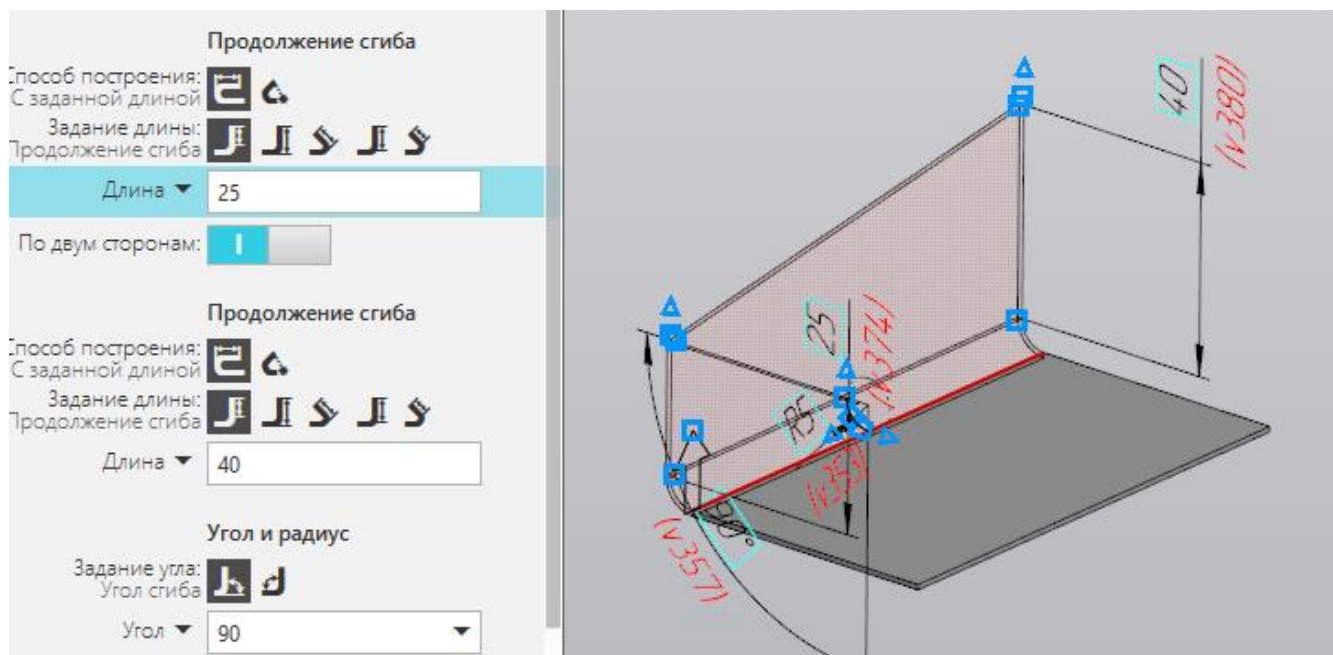 Продолжение сгиба
Способ построения:
С заданной длиной
Задание длины:
Продолжение сгиба
Длина
25
По двум сторонам:
Продолжение сгиба
Способ построения:
С заданной длиной
Задание длины:
Продолжение сгиба
Длина
40
Угол и радиус
Задание угла:
Угол сгиба
Угол
90
40
(v380)
25
(v374)
R5
(v353)
90°
(v357)